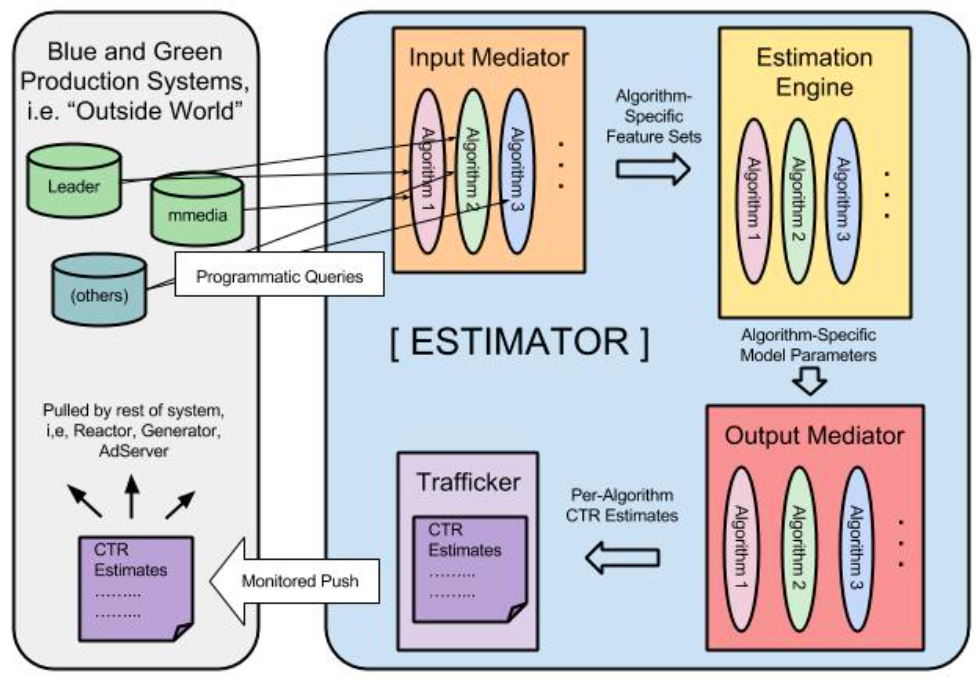 Blue and Green
Production Systems,
i.e. “Outside World”
Leader
mmedia
(others)
Programmatic Queries
Input Mediator
Algorithm 1
Algorithm 2
Algorithm 3
. . .
Algorithm-
Specific
Feature Sets
Estimation
Engine
Algorithm 1
Algorithm 2
Algorithm 3
. . .
[ ESTIMATOR ]
Algorithm-Specific
Model Parameters
Output Mediator
Algorithm 1
Algorithm 2
Algorithm 3
. . .
Per-Algorithm
CTR Estimates
Trafficker
CTR
Estimates
.........
.........
Monitored Push
Pulled by rest of system,
i,e, Reactor, Generator,
AdServer
CTR
Estimates
.........
.........